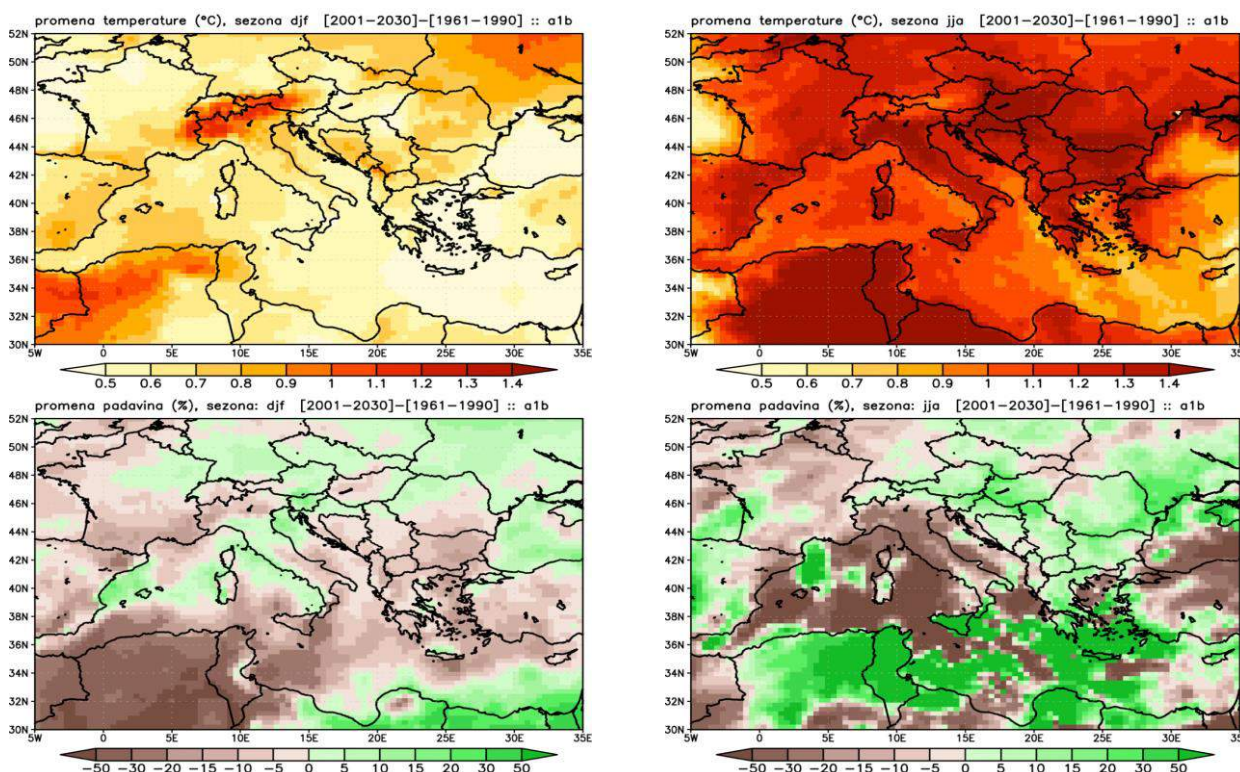 promena temperature (°C), sezona djf [2001-2030]-[1961-1990] :: a1b
52N
50N
48N
46N
44N
42N
40N
38N
36N
34N
32N
30N
5W 0 5E 10E 15E 20E 25E 30E 35E
0.5 0.6 0.7 0.8 0.9 1 1.1 1.2 1.3 1.4
promena temperature (°C), sezona jja [2001-2030]-[1961-1990] :: a1b
52N
50N
48N
46N
44N
42N
40N
38N
36N
34N
32N
30N
5W 0 5E 10E 15E 20E 25E 30E 35E
0.5 0.6 0.7 0.8 0.9 1 1.1 1.2 1.3 1.4
promena padavina (%), sezona: djf [2001-2030]-[1961-1990] :: a1b
52N
50N
48N
46N
44N
42N
40N
38N
36N
34N
32N
30N
5W 0 5E 10E 15E 20E 25E 30E 35E
-50 -30 -20 -15 -10 -5 0 5 10 15 20 30 50
promena padavina (%), sezona: jja [2001-2030]-[1961-1990] :: a1b
52N
50N
48N
46N
44N
42N
40N
38N
36N
34N
32N
30N
5W 0 5E 10E 15E 20E 25E 30E 35E
-50 -30 -20 -15 -10 -5 0 5 10 15 20 30 50